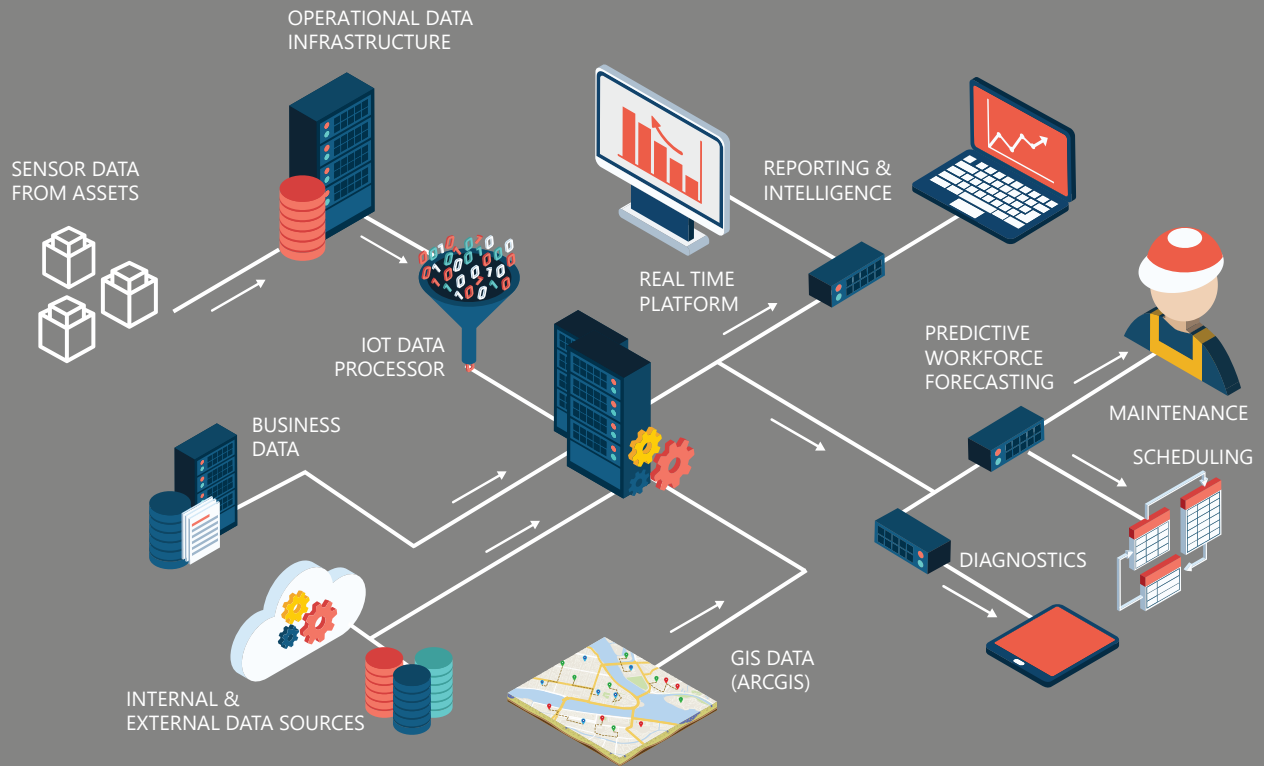 OPERATIONAL DATA
INFRASTRUCTURE
SENSOR DATA
FROM ASSETS
REPORTING &
INTELLIGENCE
REAL TIME
PLATFORM
IOT DATA
PROCESSOR
PREDICTIVE
WORKFORCE
FORECASTING
MAINTENANCE
BUSINESS
DATA
SCHEDULING
DIAGNOSTICS
GIS DATA
(ARCGIS)
INTERNAL &
EXTERNAL DATA SOURCES